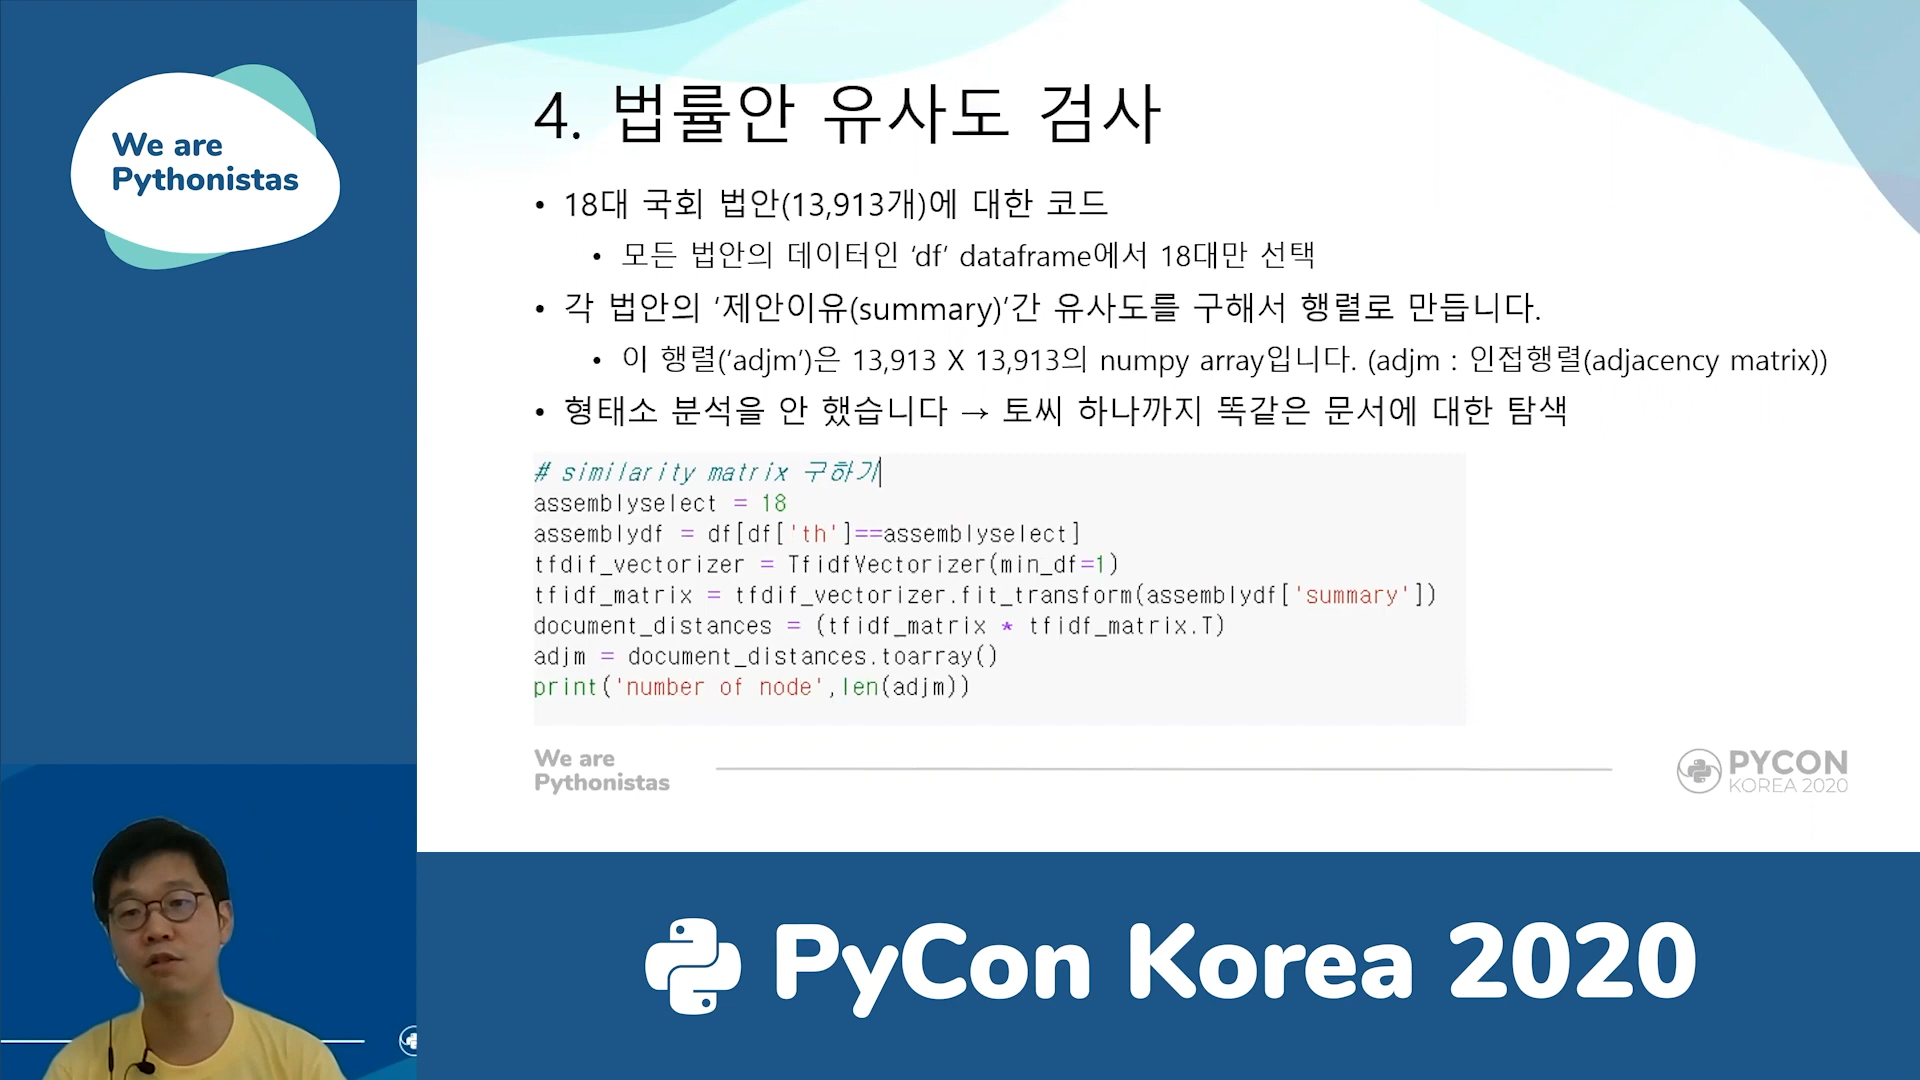 We are
Pythonistas
4. 법률안 유사도 검사
• 18대 국회 법안(13,913개)에 대한 코드
• 모든 법안의 데이터인 ‘df‘ dataframe에서 18대만 선택
• 각 법안의 ‘제안이유(summary)’간 유사도를 구해서 행렬로 만듭니다.
• 이 행렬(‘adjm’)은 13,913 X 13,913의 numpy array입니다. (adjm : 인접행렬(adjacency matrix))
• 형태소 분석을 안 했습니다 → 토씨 하나까지 똑같은 문서에 대한 탐색
# similarity matrix 구하기
assemblyselect = 18
assemblydf = df[df['th']==assemblyselect]
tfdif_vectorizer = TfidfVectorizer(min_df=1)
tfidf_matrix = tfdif_vectorizer.fit_transform(assemblydf['summary'])
document_distances = (tfidf_matrix * tfidf_matrix.T)
adjm = document_distances.toarray()
print('number of node',len(adjm))
We are
Pythonistas
PYCON
KOREA 2020
PyCon Korea 2020